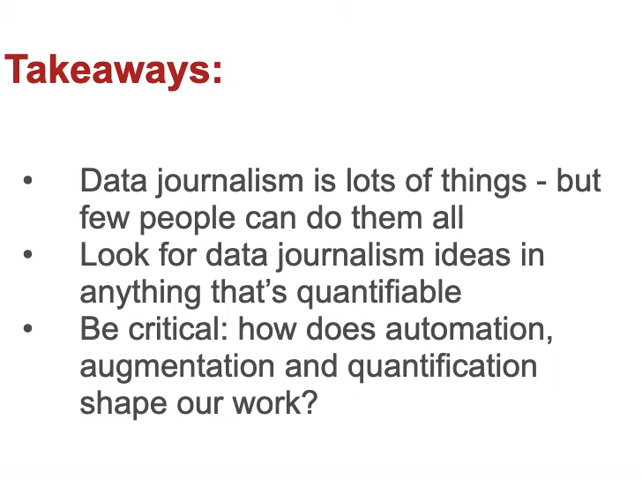 Takeaways:
• Data journalism is lots of things - but
few people can do them all
• Look for data journalism ideas in
anything that’s quantifiable
• Be critical: how does automation,
augmentation and quantification
shape our work?